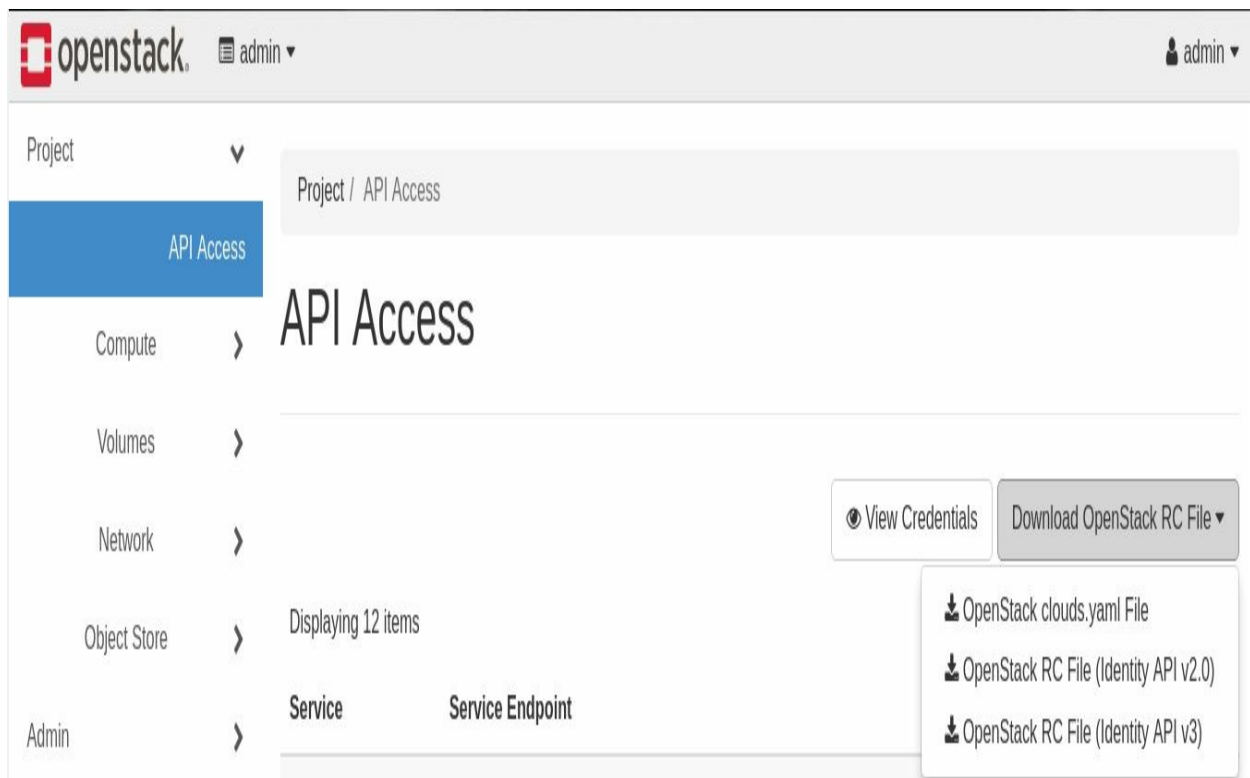 openstack. admin admin
Project
Project / API Access
API Access
API Access
Compute
Volumes
View Credentials Download OpenStack RC File
Network
OpenStack clouds.yaml File
Displaying 12 items
Object Store
OpenStack RC File (Identity API v2.0)
Service Service Endpoint
OpenStack RC File (Identity API v3)
Admin